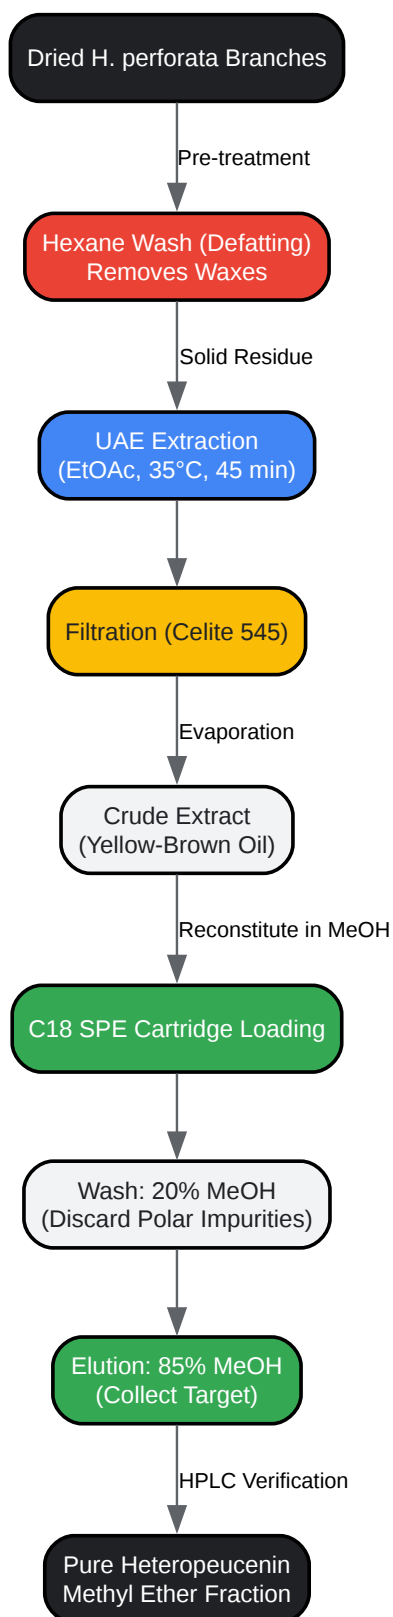 Dried H. perforata Branches
Pre-treatment
Hexane Wash (Defatting)
Removes Waxes
Solid Residue
UAE Extraction
(EtOAc, 35°C, 45 min)
Filtration (Celite 545)
Evaporation
Crude Extract
(Yellow-Brown Oil)
Reconstitute in MeOH
C18 SPE Cartridge Loading
Wash: 20% MeOH
(Discard Polar Impurities)
Elution: 85% MeOH
(Collect Target)
HPLC Verification
Pure Heteropeucenin
Methyl Ether Fraction